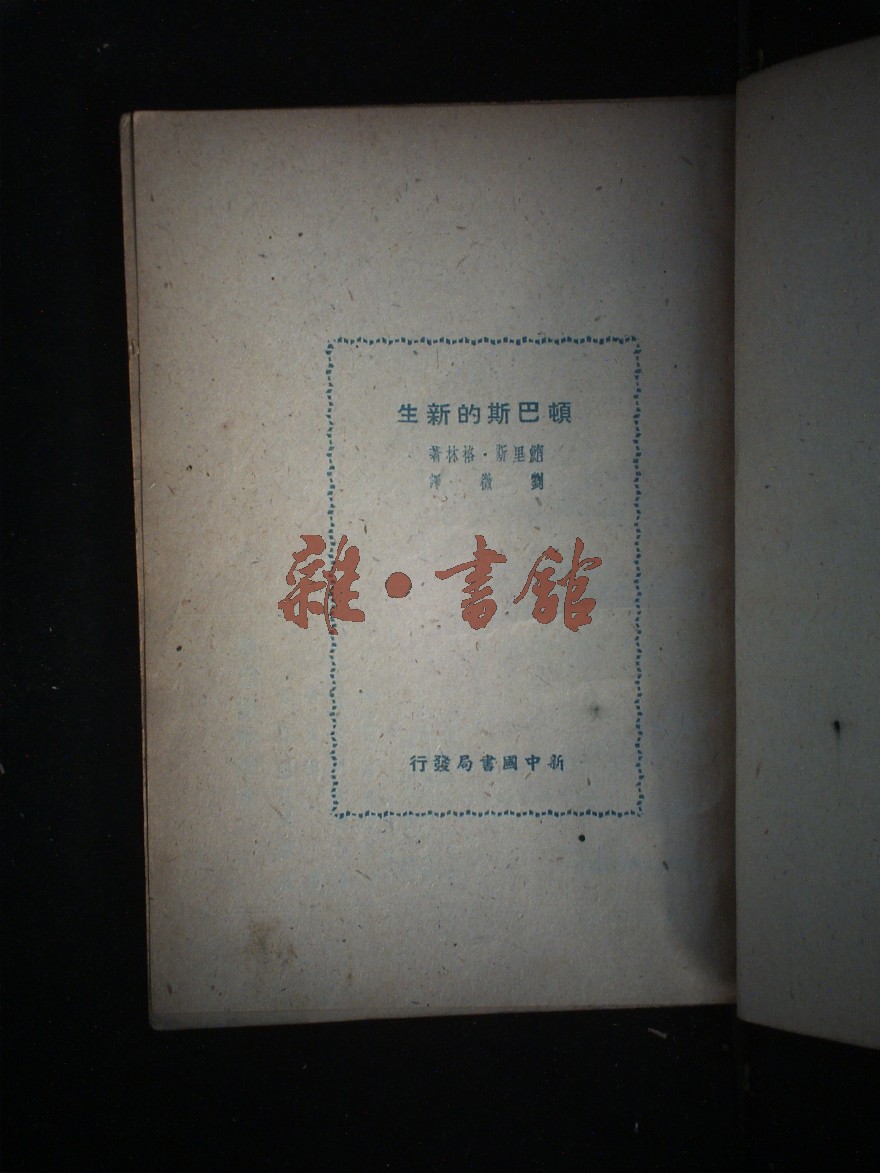 頓巴斯的新生
鮑里斯·格林著
劉微譯
雜·書館
新中國書局發行